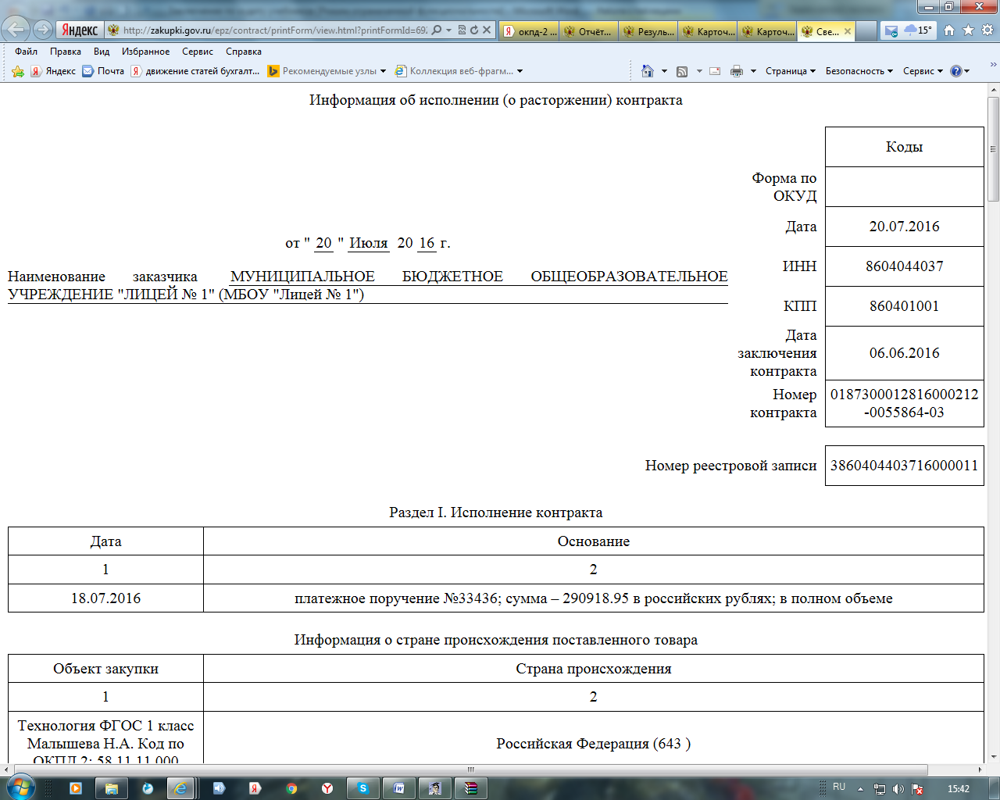 Яндекс
http://zakupki.gov.ru/epz/contract/printForm/view.html?printFormId=692
окпд-2 ...
Отчёт...
Резуль...
Карточ...
Карточ...
Све...
15°
Файл Правка Вид Избранное Сервис Справка
Яндекс Почта движение статей бухгалт... Рекомендуемые узлы Коллекция веб-фрагм... Страница Безопасность Сервис
Информация об исполнении (о расторжении) контракта
Коды
Форма по
ОКУД
Дата 20.07.2016
от " 20 " Июля 20 16 г.
ИНН 8604044037
Наименование заказчика МУНИЦИПАЛЬНОЕ БЮДЖЕТНОЕ ОБЩЕОБРАЗОВАТЕЛЬНОЕ
УЧРЕЖДЕНИЕ "ЛИЦЕЙ № 1" (МБОУ "Лицей № 1")
КПП 860401001
Дата
заключения
контракта
06.06.2016
Номер
контракта
0187300012816000212
-0055864-03
Номер реестровой записи 3860404403716000011
Раздел I. Исполнение контракта
Дата Основание
1 2
18.07.2016 платежное поручение №33436; сумма – 290918.95 в российских рублях; в полном объеме
Информация о стране происхождения поставленного товара
Объект закупки Страна происхождения
1 2
Технология ФГОС 1 класс
Малышева Н.А. Код по
ОКПД 2: 58.11.11.000
Российская Федерация (643 )
RU 15:42